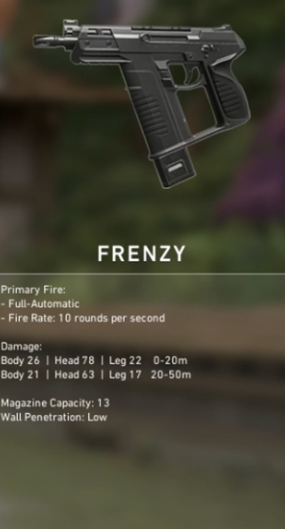 FRENZY
Primary Fire:
- Full-Automatic
- Fire Rate: 10 rounds per second
Damage:
Body 26 | Head 78 | Leg 22 0-20m
Body 21 | Head 63 | Leg 17 20-50m
Magazine Capacity: 13
Wall Penetration: Low